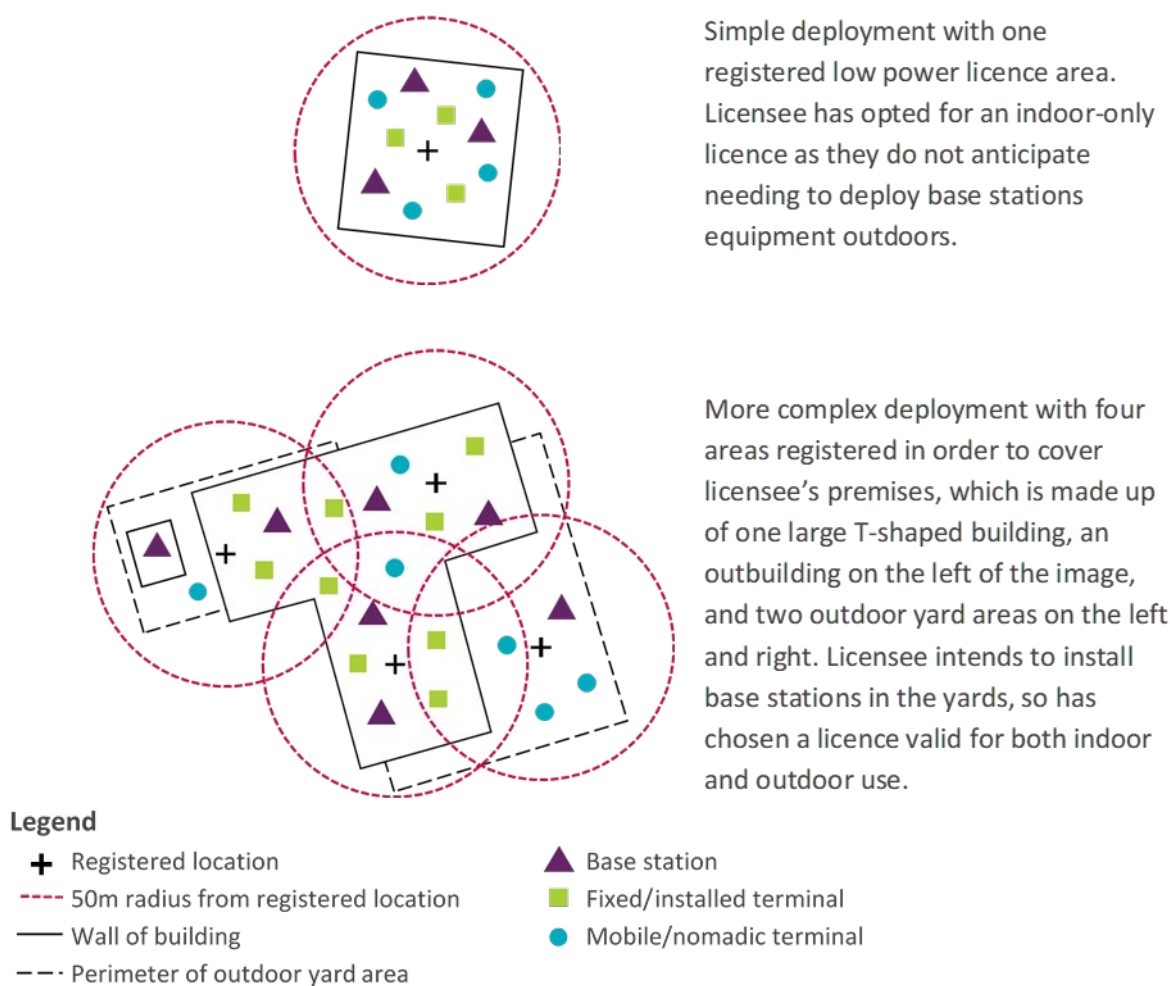 Simple deployment with one
registered low power licence area.
Licensee has opted for an indoor-only
licence as they do not anticipate
needing to deploy base stations
equipment outdoors.
More complex deployment with four
areas registered in order to cover
licensee's premises, which is made up
of one large T-shaped building, an
outbuilding on the left of the image,
and two outdoor yard areas on the left
and right. Licensee intends to install
base stations in the yards, so has
chosen a licence valid for both indoor
and outdoor use.
Legend
Registered location
50m radius from registered location
Wall of building
Perimeter of outdoor yard area
Base station
Fixed/installed terminal
Mobile/nomadic terminal